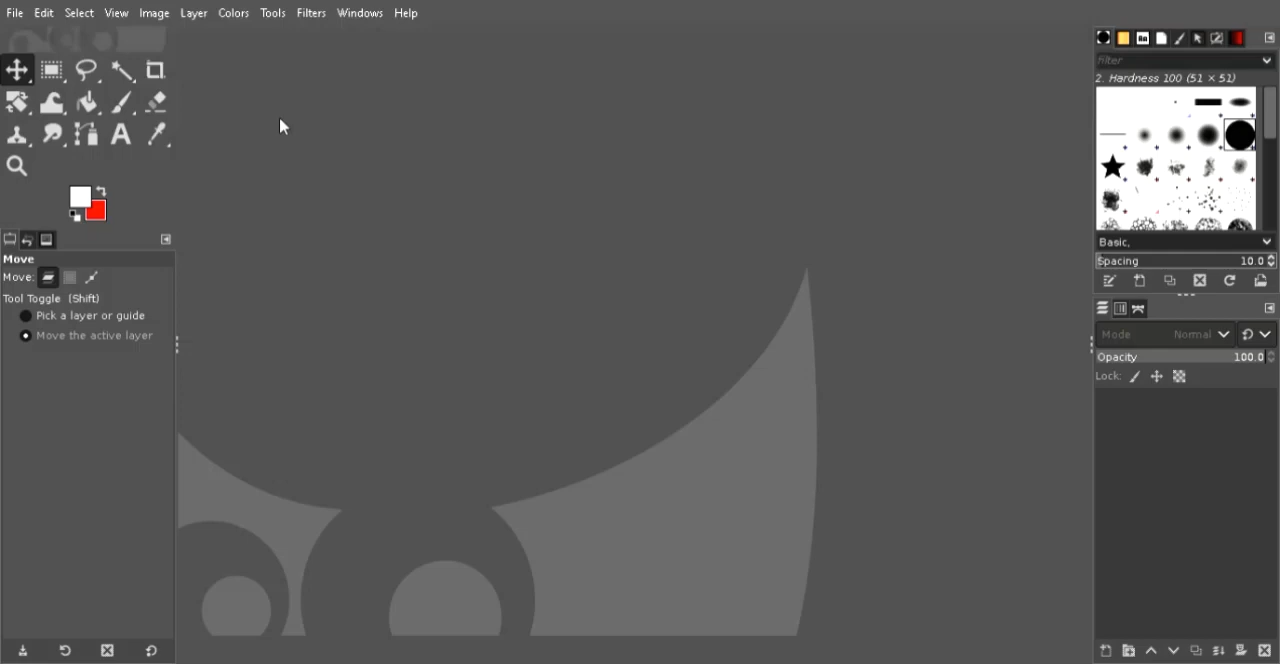 File Edit Select View Image Layer Colors Tools Filters Windows Help
Filter
2. Hardness 100 (51 × 51)
Basic,
Spacing 10.0
Move
Move:
Tool Toggle (Shift)
Pick a layer or guide
Move the active layer
Mode Normal
Opacity 100.0
Lock: